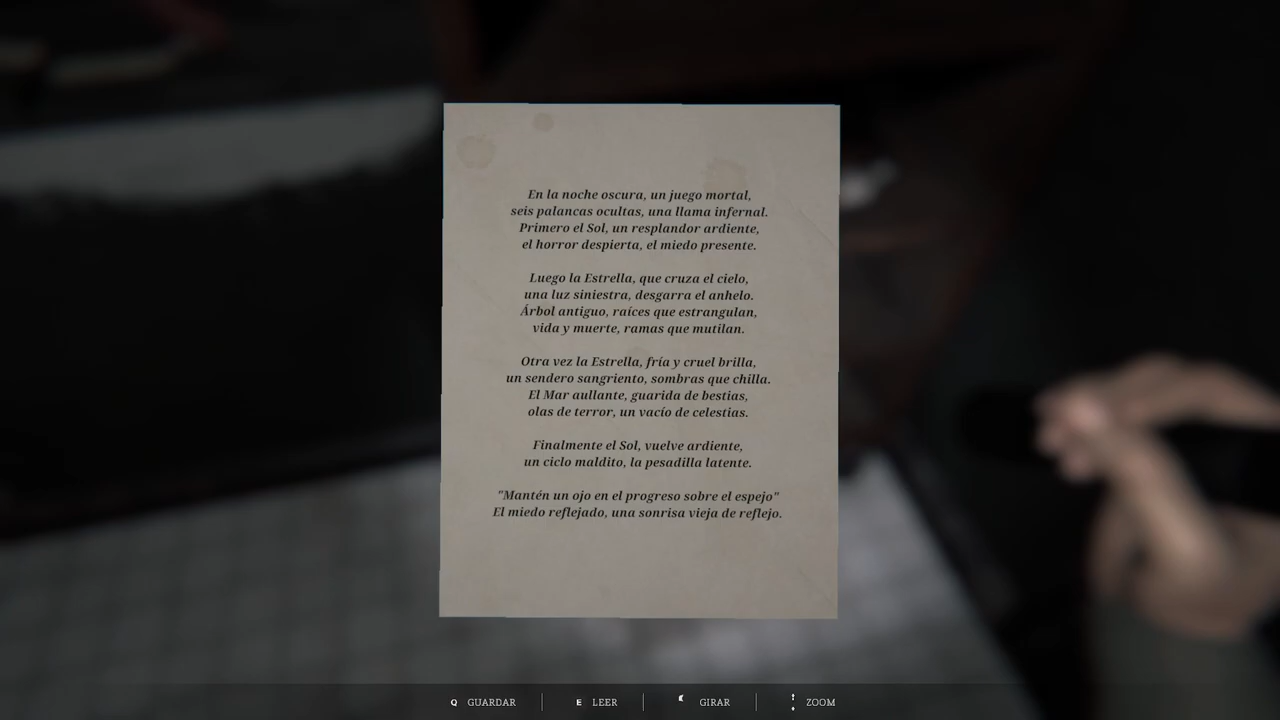 En la noche oscura, un juego mortal,
seis palancas ocultas, una llama infernal.
Primero el Sol, un resplandor ardiente,
el horror despierta, el miedo presente.
Luego la Estrella, que cruza el cielo,
una luz siniestra, desgarra el anhelo.
Árbol antiguo, raíces que estrangulan,
vida y muerte, ramas que mutilan.
Otra vez la Estrella, fría y cruel brilla,
un sendero sangriento, sombras que chilla.
El Mar aullante, guarida de bestias,
olas de terror, un vacío de celestias.
Finalmente el Sol, vuelve ardiente,
un ciclo maldito, la pesadilla latente.
"Mantén un ojo en el progreso sobre el espejo"
El miedo reflejado, una sonrisa vieja de reflejo.
Q GUARDAR E LEER GIRAR ZOOM